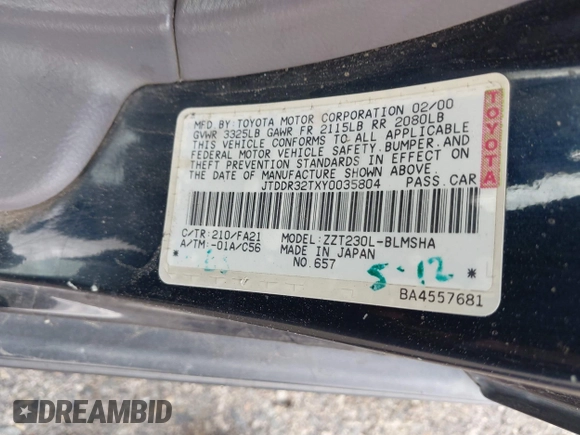 MFD BY: TOYOTA MOTOR CORPORATION 02/00
GVWR 3325LB GAWR FR 2115LB RR 2080LB
THIS VEHICLE CONFORMS TO ALL APPLICABLE
FEDERAL MOTOR VEHICLE SAFETY, BUMPER, AND
THEFT PREVENTION STANDARDS IN EFFECT ON
THE DATE OF MANUFACTURE SHOWN ABOVE.
JTDDR32TXY0035804 PASS. CAR
TOYOTA
C/TR: 210/FA21 MODEL: ZZT230L-BLMSHA
A/TM: -01A/C56 MADE IN JAPAN
NO. 657
5-12
BA4557681
DREAMBID